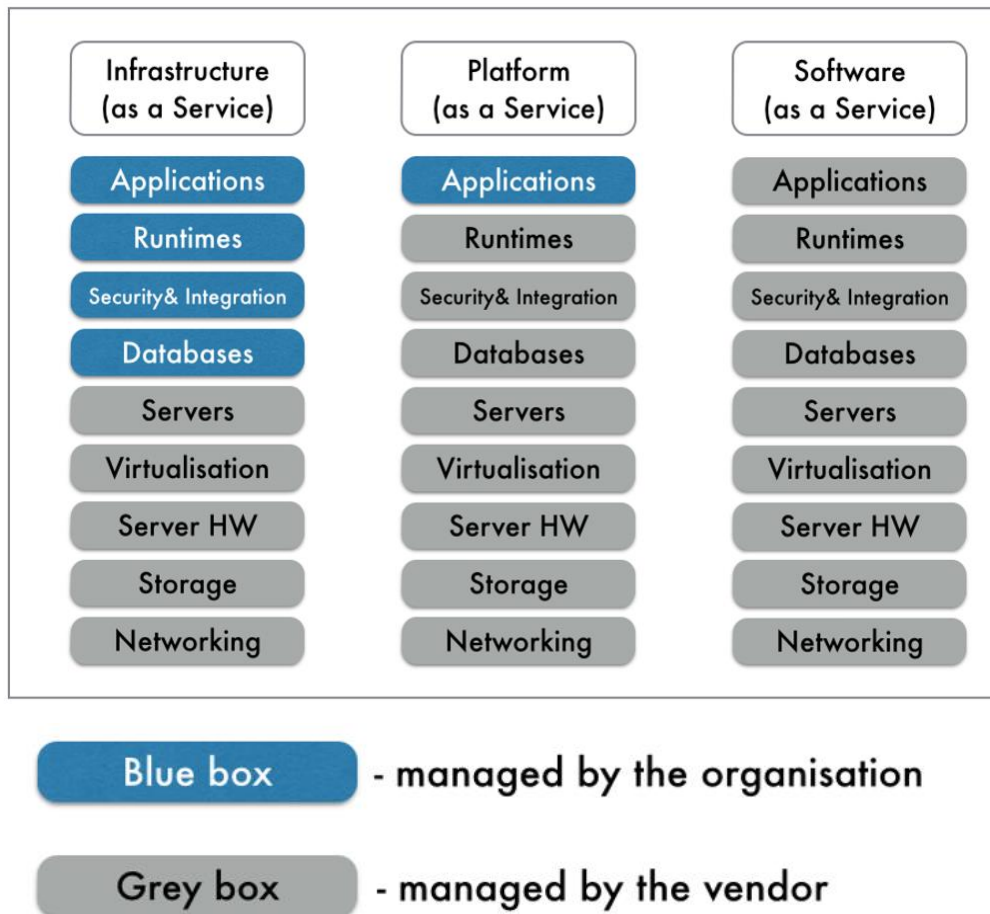 Infrastructure
(as a Service)
Applications
Runtimes
Security& Integration
Databases
Servers
Virtualisation
Server HW
Storage
Networking
Platform
(as a Service)
Applications
Runtimes
Security& Integration
Databases
Servers
Virtualisation
Server HW
Storage
Networking
Software
(as a Service)
Applications
Runtimes
Security& Integration
Databases
Servers
Virtualisation
Server HW
Storage
Networking
Blue box - managed by the organisation
Grey box - managed by the vendor